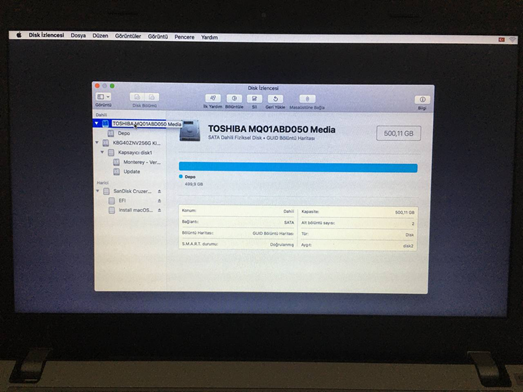 Disk İzlencesi Dosya Düzen Görüntüler Görüntü Pencere Yardım
Disk İzlencesi
Görüntü Disk Bölümü İlk Yardım Bölümle Sil Geri Yükle Bağla Bilgi
Dahili
TOSHIBA MQ01ABD050 Media
Depo
KBG40ZNV256G Ki...
Kapsayıcı disk1
Monterey - Ver...
Update
Harici
SanDisk Cruzer...
EFI
Install macOS...
TOSHIBA MQ01ABD050 Media
SATA Dahili Fiziksel Disk • GUID Bölüntü Haritası
500,11 GB
Depo
499,9 GB
Konum: Dahili
Kapasite: 500,11 GB
Bağlantı: SATA
Alt bölüntü sayısı: 2
Bölüntü Haritası: GUID Bölüntü Haritası
Tür: Disk
S.M.A.R.T. durumu: Doğrulanmış
Aygıt: disk2